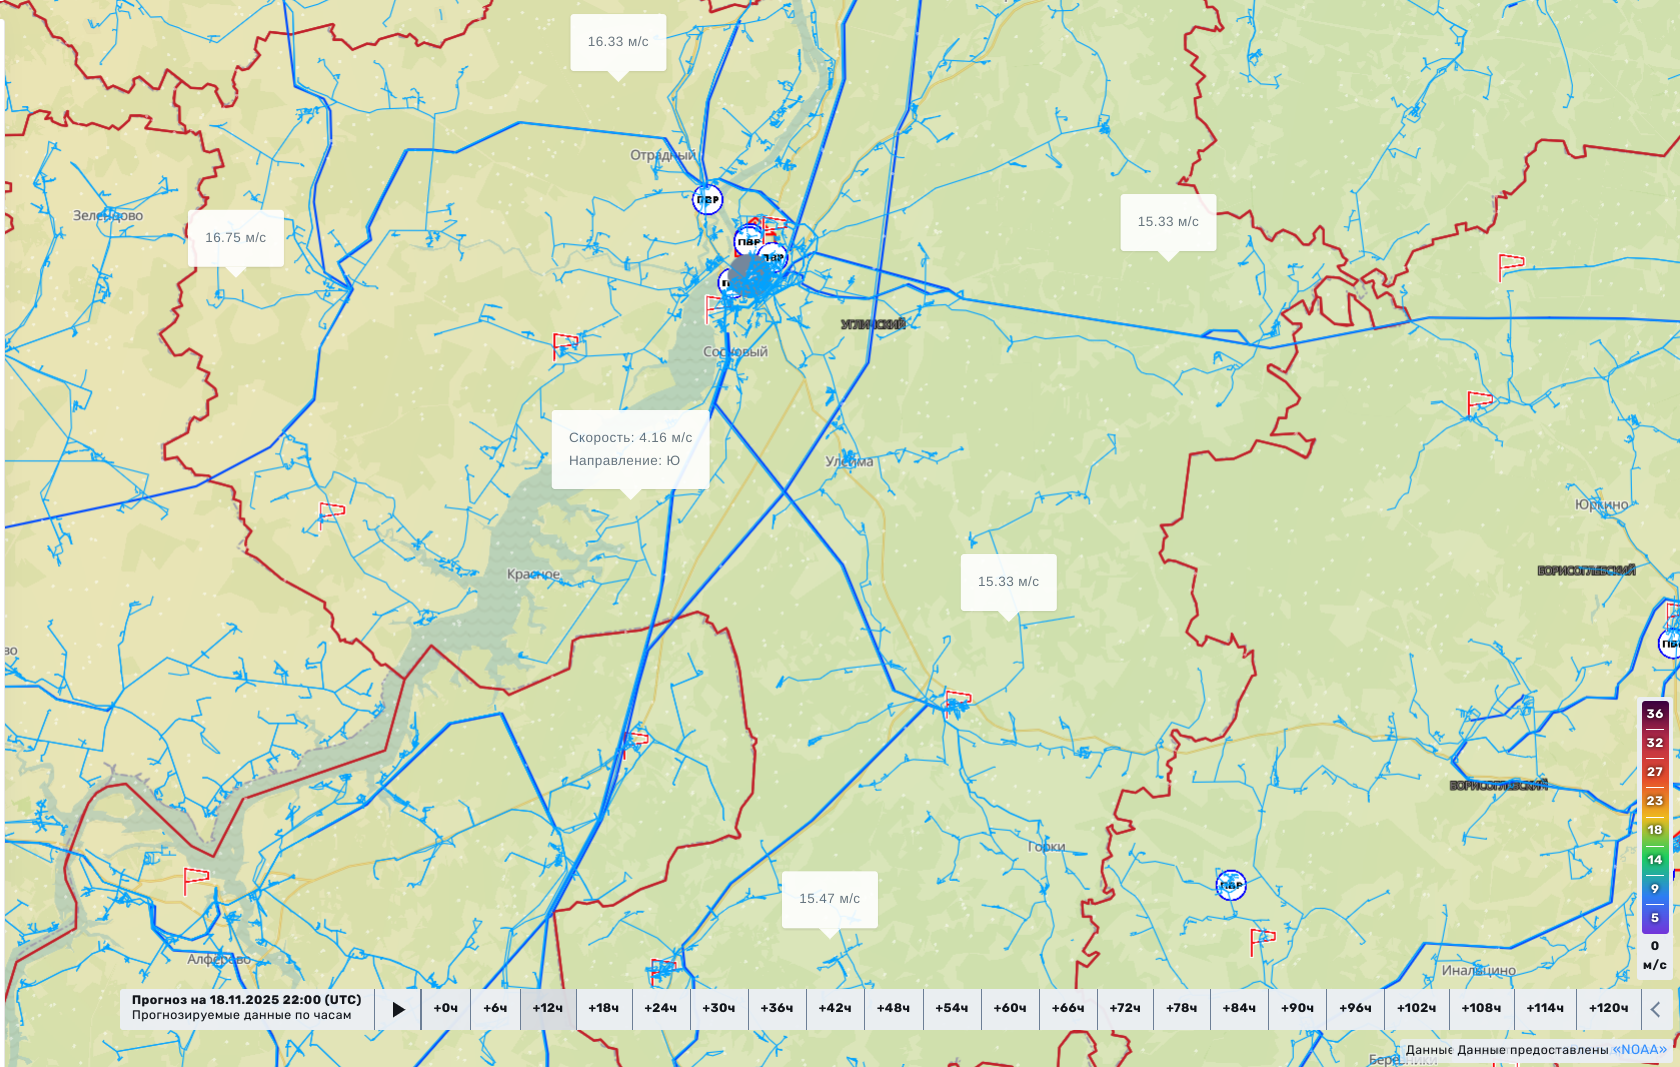 16.33 м/с
Отрадный
ПВР
15.33 м/с
Зелендово
16.75 м/с
ПВР
ПВР
УГЛИЧСКИЙ
Сосновый
Скорость: 4.16 м/с
Направление: Ю
Улейма
Юркино
БОРИСОГЛЕБСКИЙ
Красное
15.33 м/с
во
36
32
27
23
18
14
9
5
0
м/с
БОРИСОГЛЕБСКИЙ
Горки
ПВР
15.47 м/с
Алферово
Инальцино
Прогноз на 18.11.2025 22:00 (UTC)
Прогнозируемые данные по часам
+0ч +6ч +12ч +18ч +24ч +30ч +36ч +42ч +48ч +54ч +60ч +66ч +72ч +78ч +84ч +90ч +96ч +102ч +108ч +114ч +120ч
Данные Данные предоставлены «NOAA»